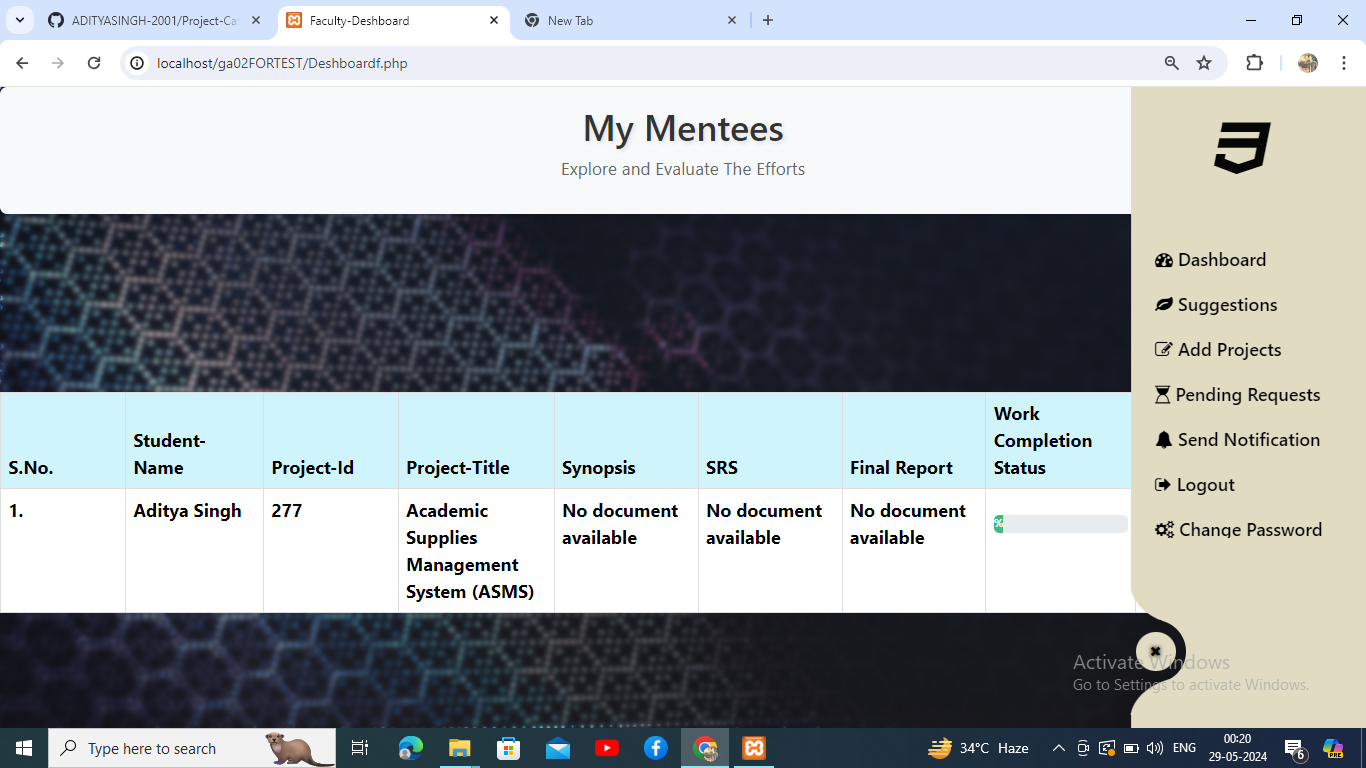 ADITYASINGH-2001/Project-Ca
Faculty-Deshboard
New Tab
localhost/ga02FORTEST/Deshboardf.php
My Mentees
Explore and Evaluate The Efforts
Dashboard
Suggestions
Add Projects
Pending Requests
Send Notification
Logout
Change Password
S.No.
Student-
Name
Project-Id
Project-Title
Synopsis
SRS
Final Report
Work
Completion
Status
1.
Aditya Singh
277
Academic
Supplies
Management
System (ASMS)
No document
available
No document
available
No document
available
%
Activate Windows
Go to Settings to activate Windows.
Type here to search
34°C Haze
ENG
00:20
29-05-2024
6
PRE